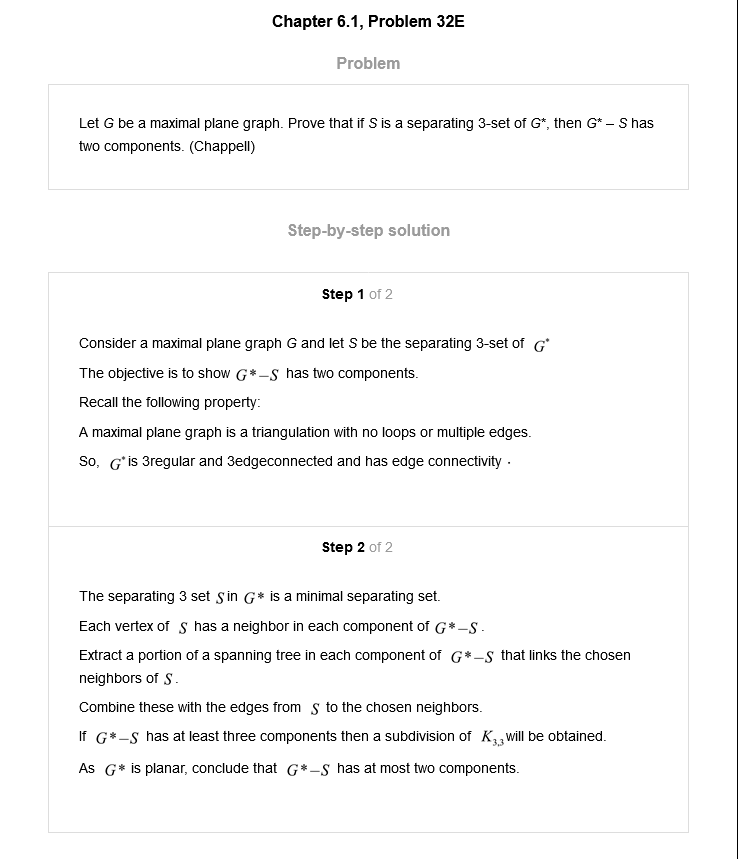 Chapter 6.1, Problem 32E
Problem
Let G be a maximal plane graph. Prove that if S is a separating 3-set of G*, then G* – S has
two components. (Chappell)
Step-by-step solution
Step 1 of 2
Consider a maximal plane graph G and let S be the separating 3-set of G*
The objective is to show G*–S has two components.
Recall the following property:
A maximal plane graph is a triangulation with no loops or multiple edges.
So, G* is 3regular and 3edgeconnected and has edge connectivity .
Step 2 of 2
The separating 3 set S in G* is a minimal separating set.
Each vertex of S has a neighbor in each component of G*–S.
Extract a portion of a spanning tree in each component of G*–S that links the chosen
neighbors of S.
Combine these with the edges from S to the chosen neighbors.
If G*–S has at least three components then a subdivision of K3,3 will be obtained.
As G* is planar, conclude that G*–S has at most two components.